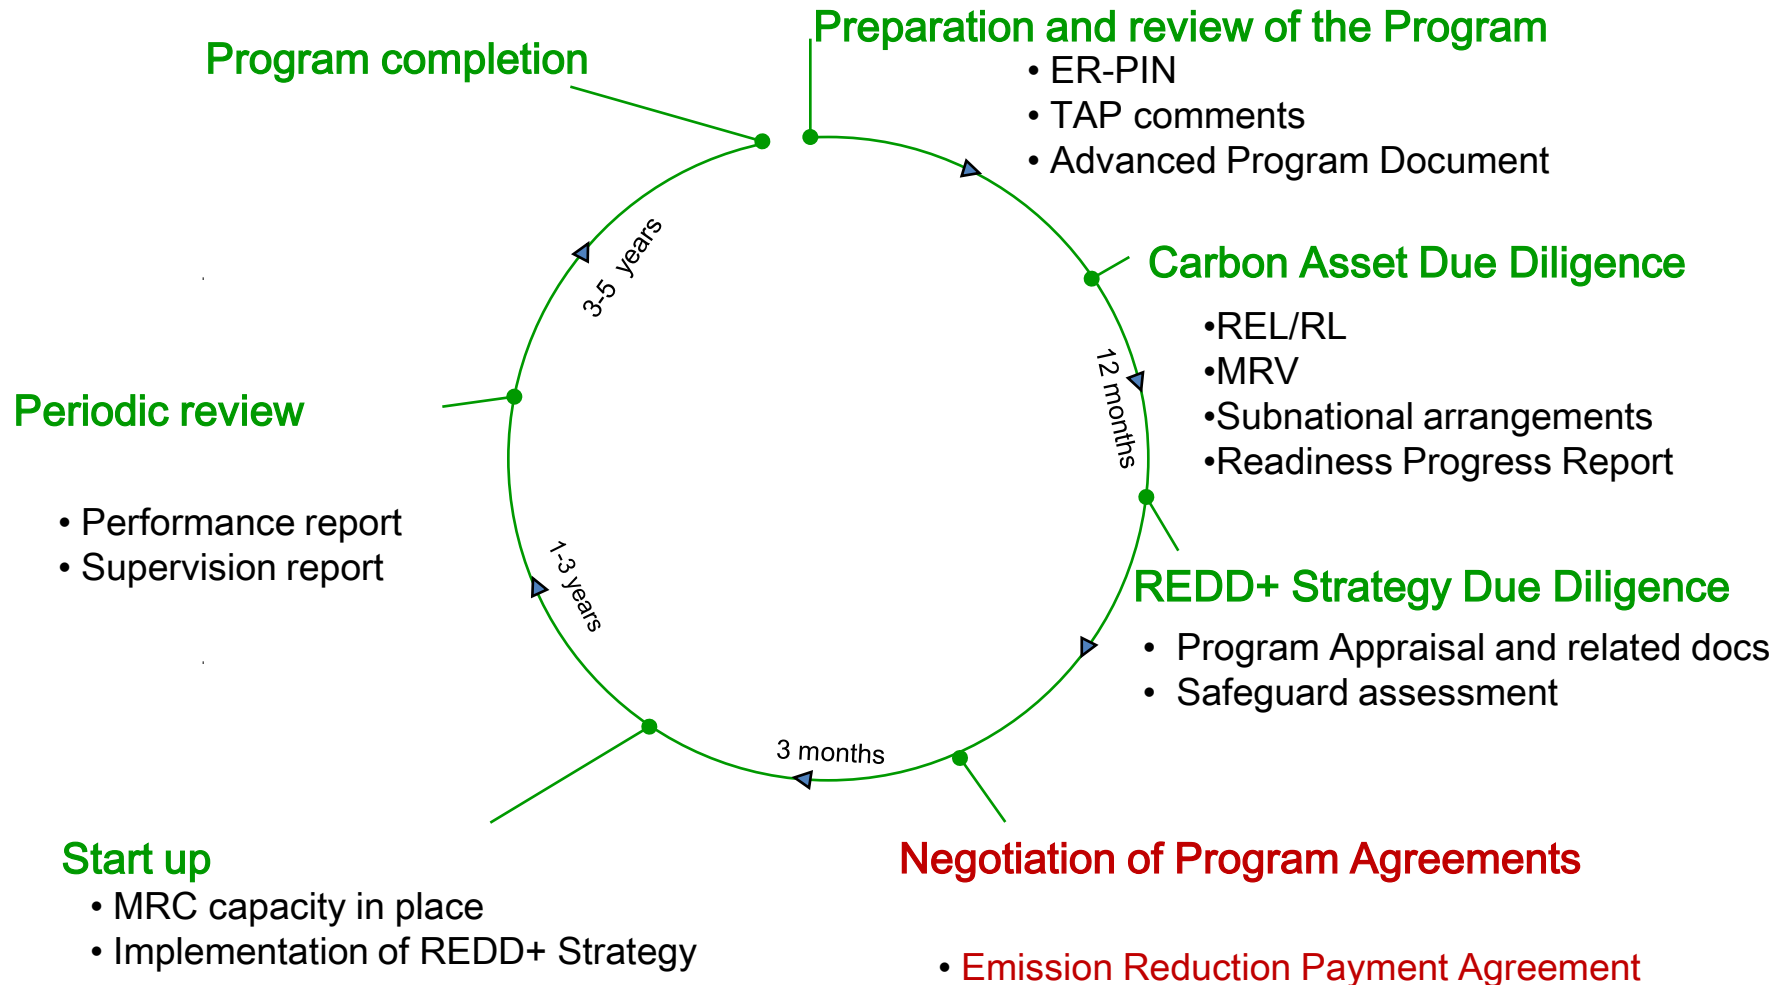 Preparation and review of the Program
• ER-PIN
• TAP comments
• Advanced Program Document
Program completion
Carbon Asset Due Diligence
•REL/RL
•MRV
•Subnational arrangements
•Readiness Progress Report
12 months
REDD+ Strategy Due Diligence
• Program Appraisal and related docs
• Safeguard assessment
Negotiation of Program Agreements
• Emission Reduction Payment Agreement
3 months
Start up
• MRC capacity in place
• Implementation of REDD+ Strategy
1-3 years
Periodic review
• Performance report
• Supervision report
3-5 years